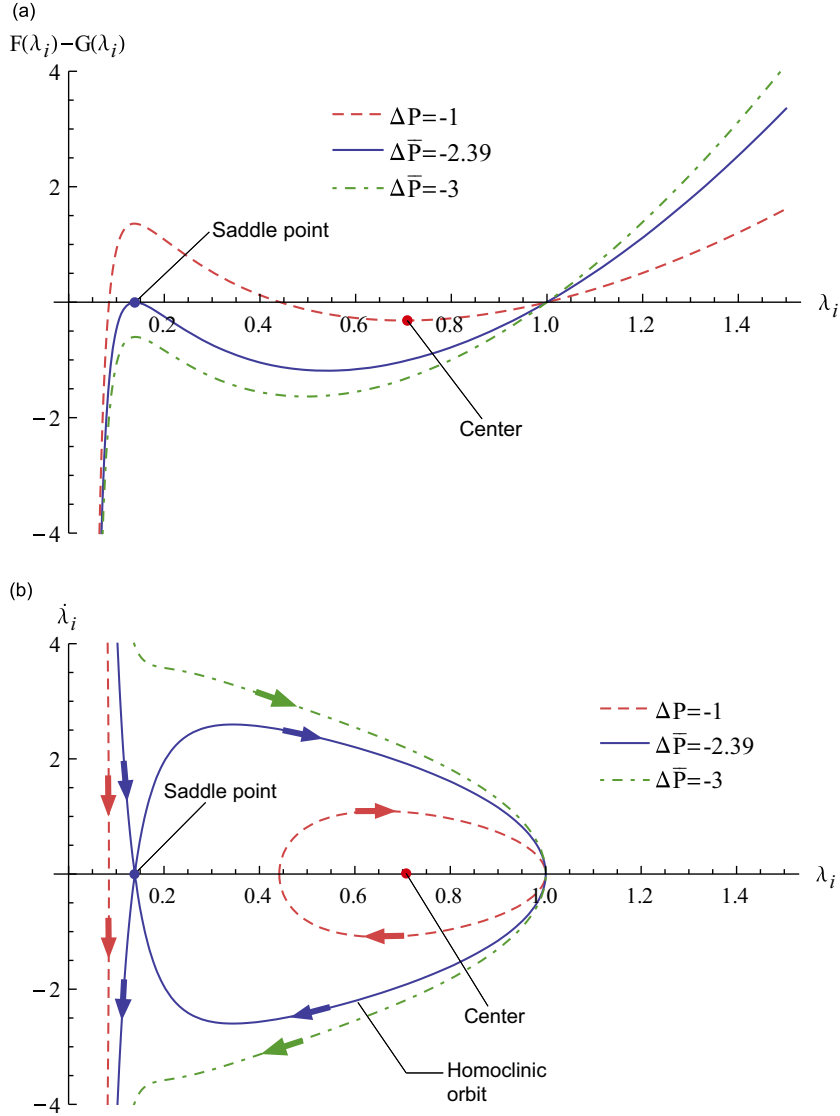 (a)
F(λᵢ)−G(λᵢ)
4
2
−2
−4
0.2 0.4 0.6 0.8 1.0 1.2 1.4 λᵢ
ΔP=-1
ΔP̅=-2.39
ΔP̅=-3
Saddle point
Center
(b)
λ̇ᵢ
4
2
−2
−4
0.2 0.4 0.6 0.8 1.0 1.2 1.4 λᵢ
ΔP=-1
ΔP̅=-2.39
ΔP̅=-3
Saddle point
Center
Homoclinic
orbit